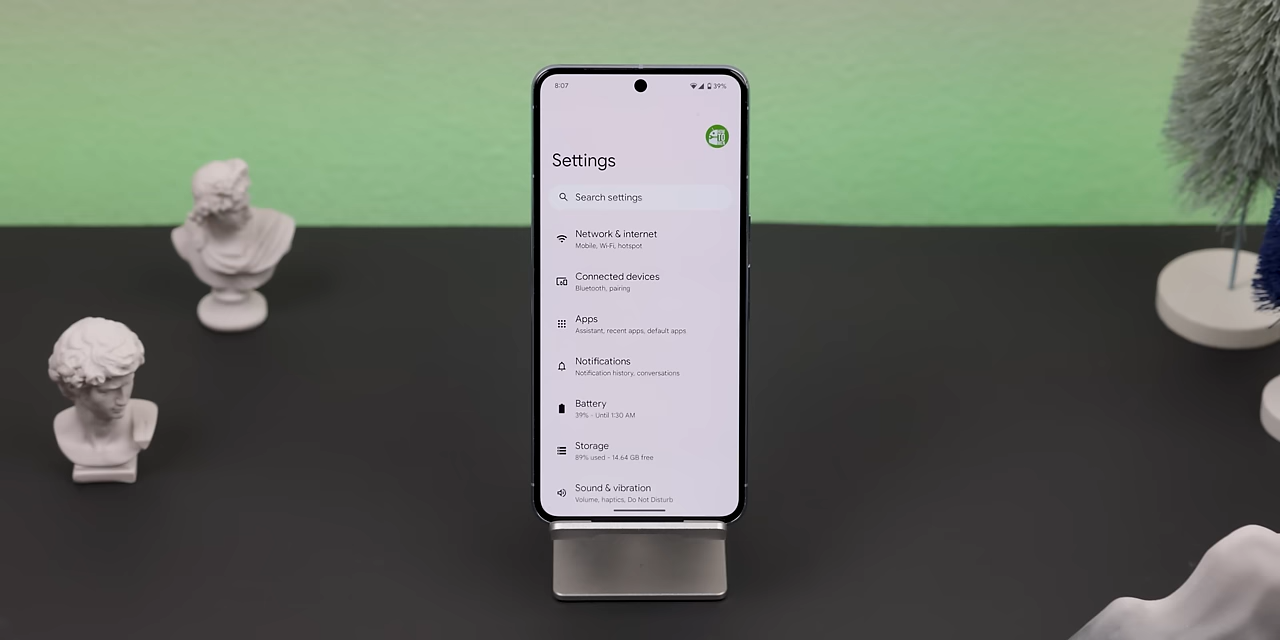 8:07
39%
Settings
Search settings
Network & internet
Mobile, Wi-Fi, hotspot
Connected devices
Bluetooth, pairing
Apps
Assistant, recent apps, default apps
Notifications
Notification history, conversations
Battery
39% - Until 1:30 AM
Storage
89% used - 14.64 GB free
Sound & vibration
Volume, haptics, Do Not Disturb